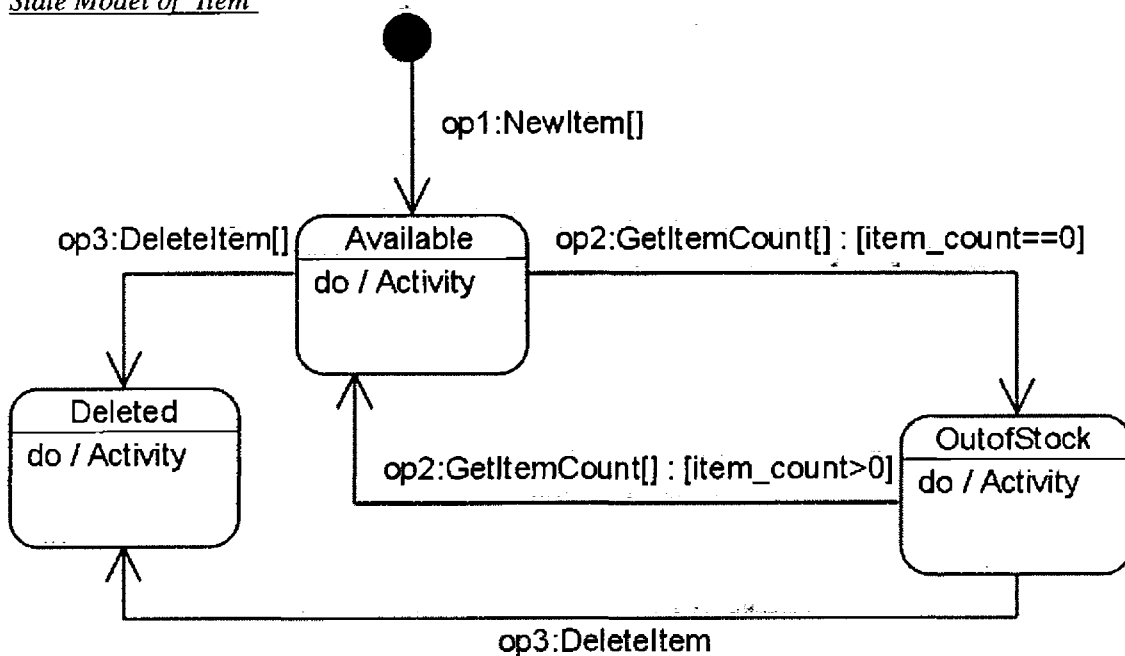 State Model of "Item"
op1:NewItem[]
op3:DeleteItem[]
Available
op2:GetItemCount[] : [item_count==0]
do / Activity
Deleted
do / Activity
OutofStock
op2:GetItemCount[] : [item_count>0]
do / Activity
op3:DeleteItem